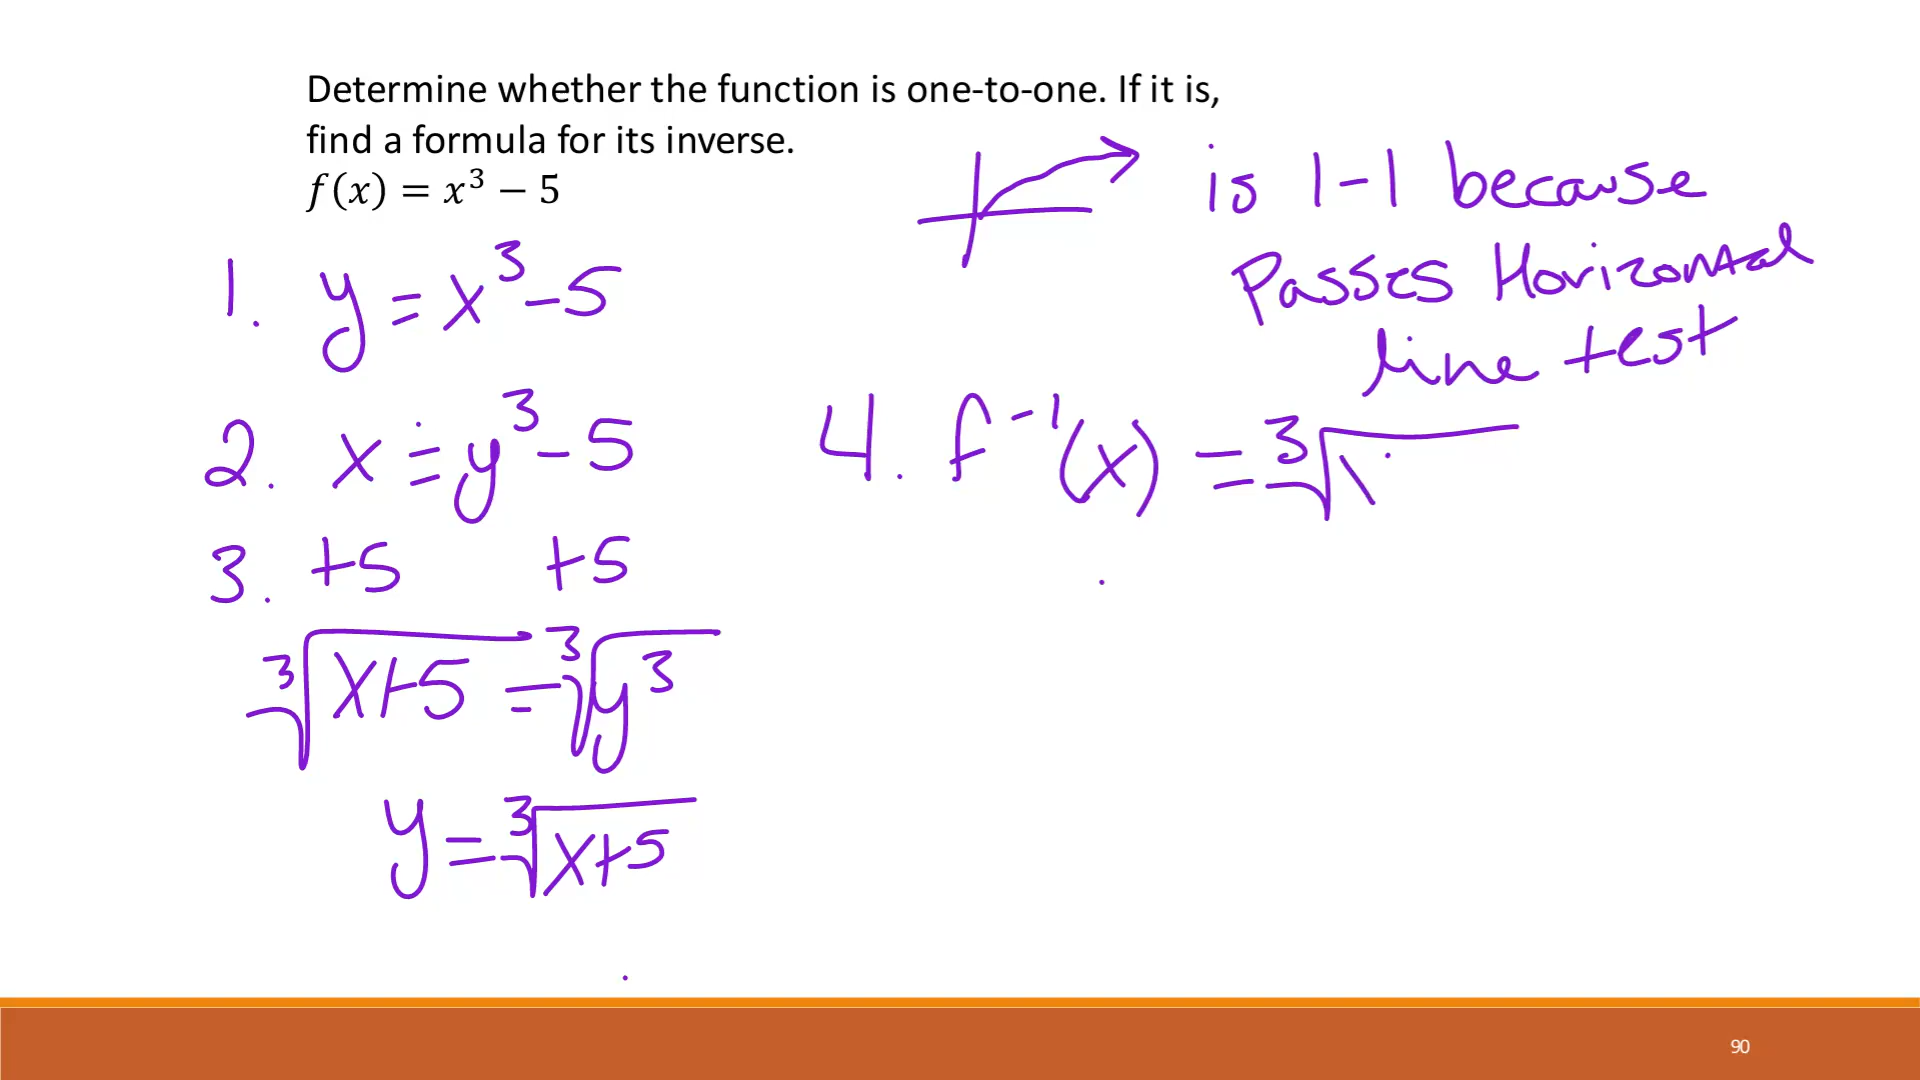 Determine whether the function is one-to-one. If it is,
find a formula for its inverse.
f(x) = x³ − 5
is 1-1 because
Passes Horizontal
line test
1. y = x³ - 5
2. x = y³ - 5
3. +5 +5
∛(x+5) = ∛(y³)
y = ∛(x+5)
4. f⁻¹(x) = ∛
90